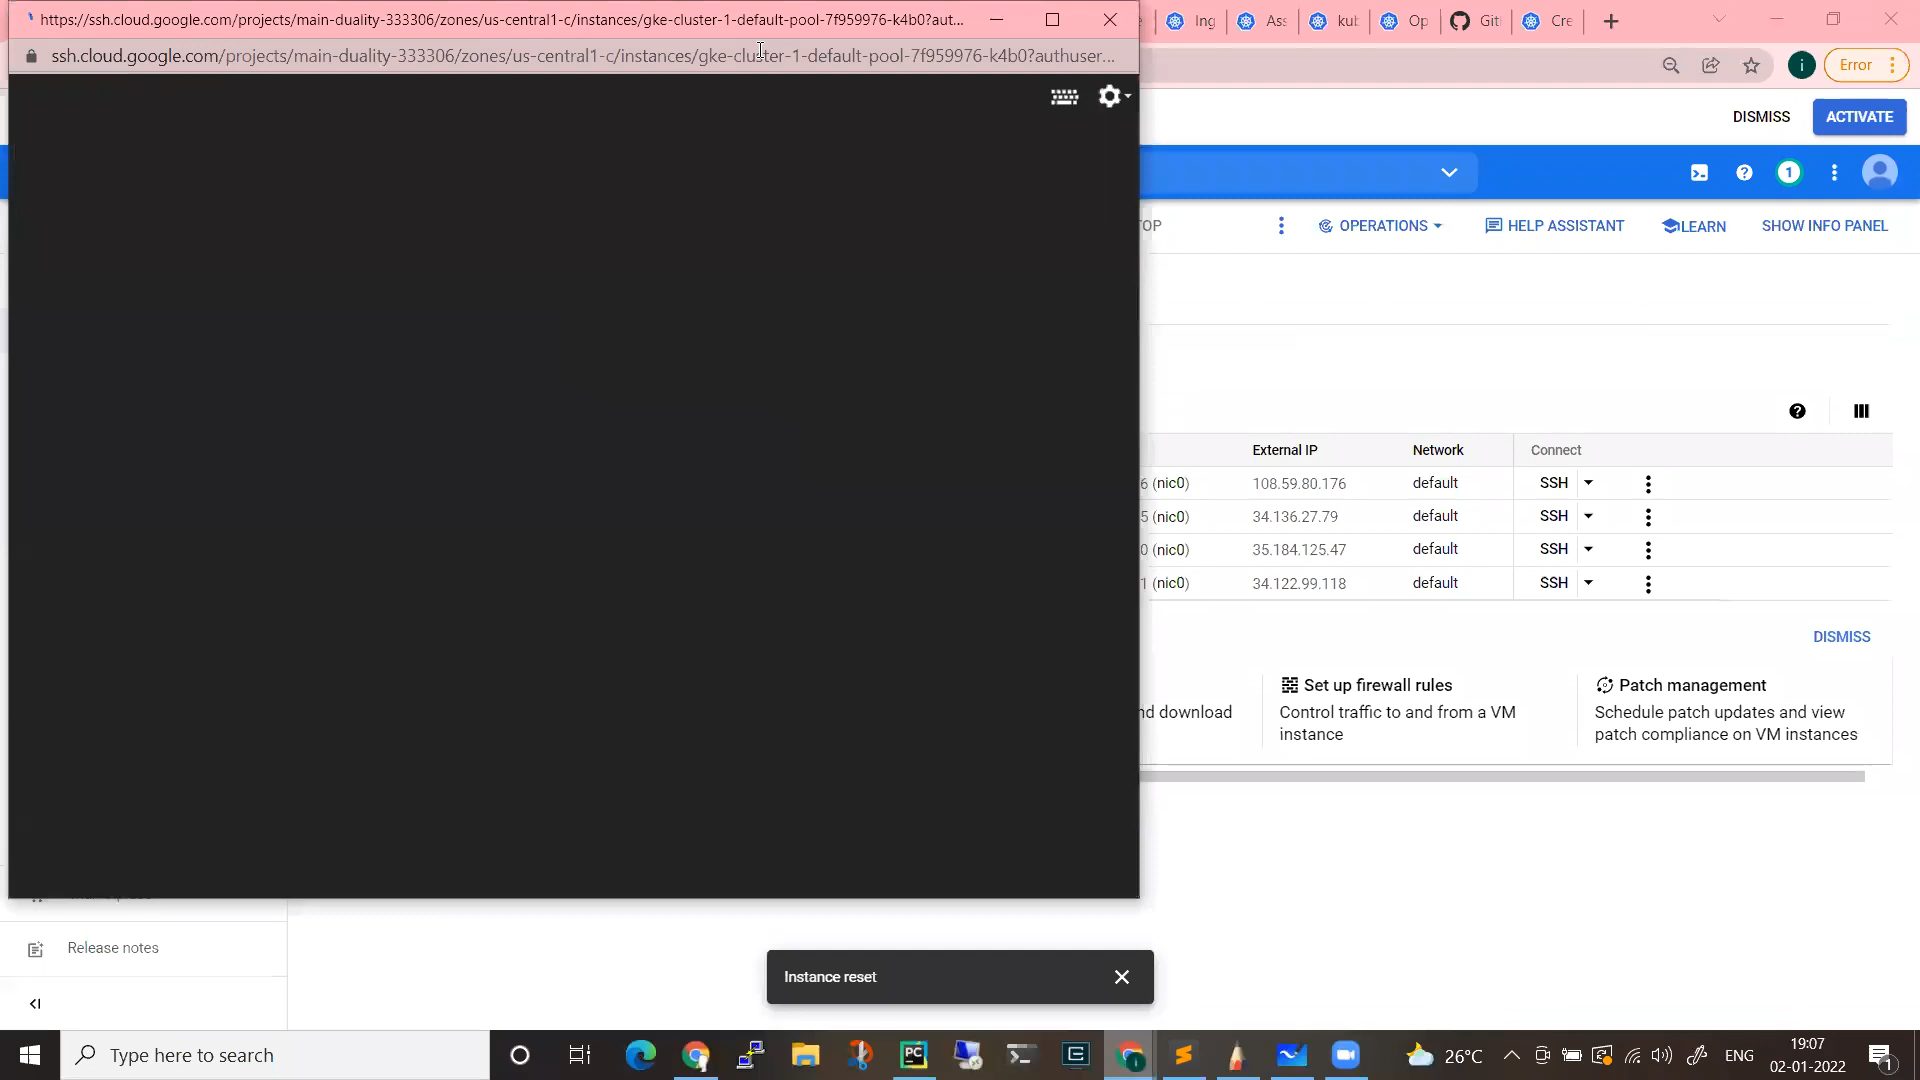 https://ssh.cloud.google.com/projects/main-duality-333306/zones/us-central1-c/instances/gke-cluster-1-default-pool-7f959976-k4b0?aut...
Ing
Ass
kub
Op
Git
Cre
ssh.cloud.google.com/projects/main-duality-333306/zones/us-central1-c/instances/gke-cluster-1-default-pool-7f959976-k4b0?authuser...
i
Error
DISMISS
ACTIVATE
1
TOP
OPERATIONS
HELP ASSISTANT
LEARN
SHOW INFO PANEL
External IP
Network
Connect
6 (nic0)
108.59.80.176
default
SSH
5 (nic0)
34.136.27.79
default
SSH
0 (nic0)
35.184.125.47
default
SSH
1 (nic0)
34.122.99.118
default
SSH
DISMISS
nd download
Set up firewall rules
Control traffic to and from a VM
instance
Patch management
Schedule patch updates and view
patch compliance on VM instances
Release notes
Instance reset
Type here to search
26°C
ENG
19:07
02-01-2022
1